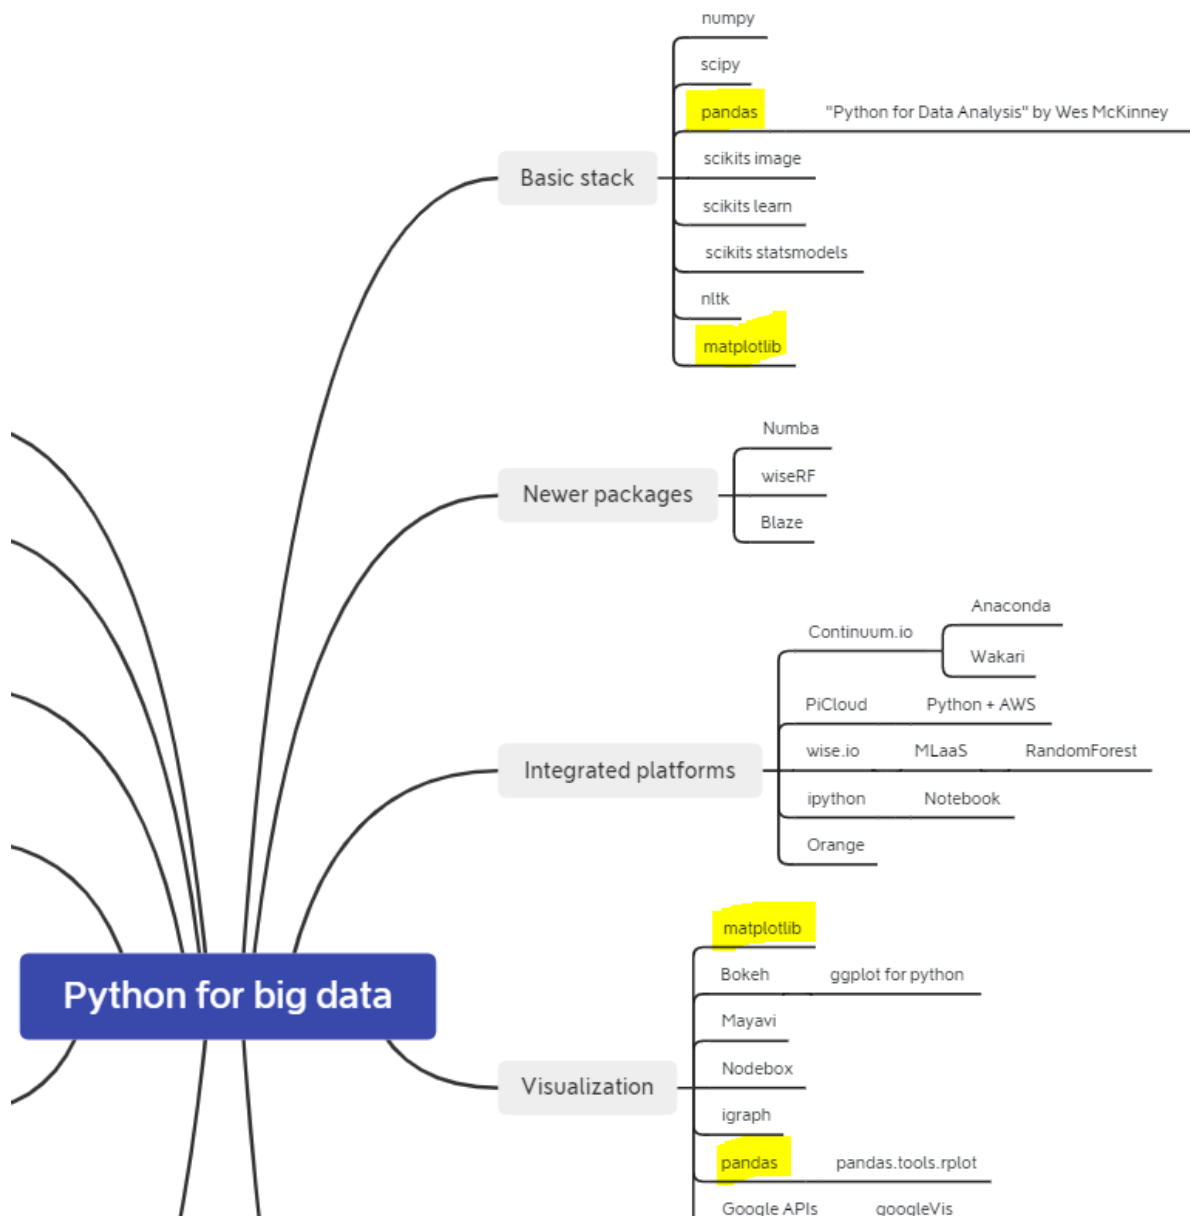 numpy
scipy
pandas "Python for Data Analysis" by Wes McKinney
scikits image
Basic stack
scikits learn
scikits statsmodels
nltk
matplotlib
Numba
wiseRF
Newer packages
Blaze
Anaconda
Continuum.io
Wakari
PiCloud Python + AWS
wise.io MLaaS RandomForest
Integrated platforms
ipython Notebook
Orange
matplotlib
Bokeh ggplot for python
Python for big data
Mayavi
Nodebox
Visualization
igraph
pandas pandas.tools.rplot
Google APIs googleVis